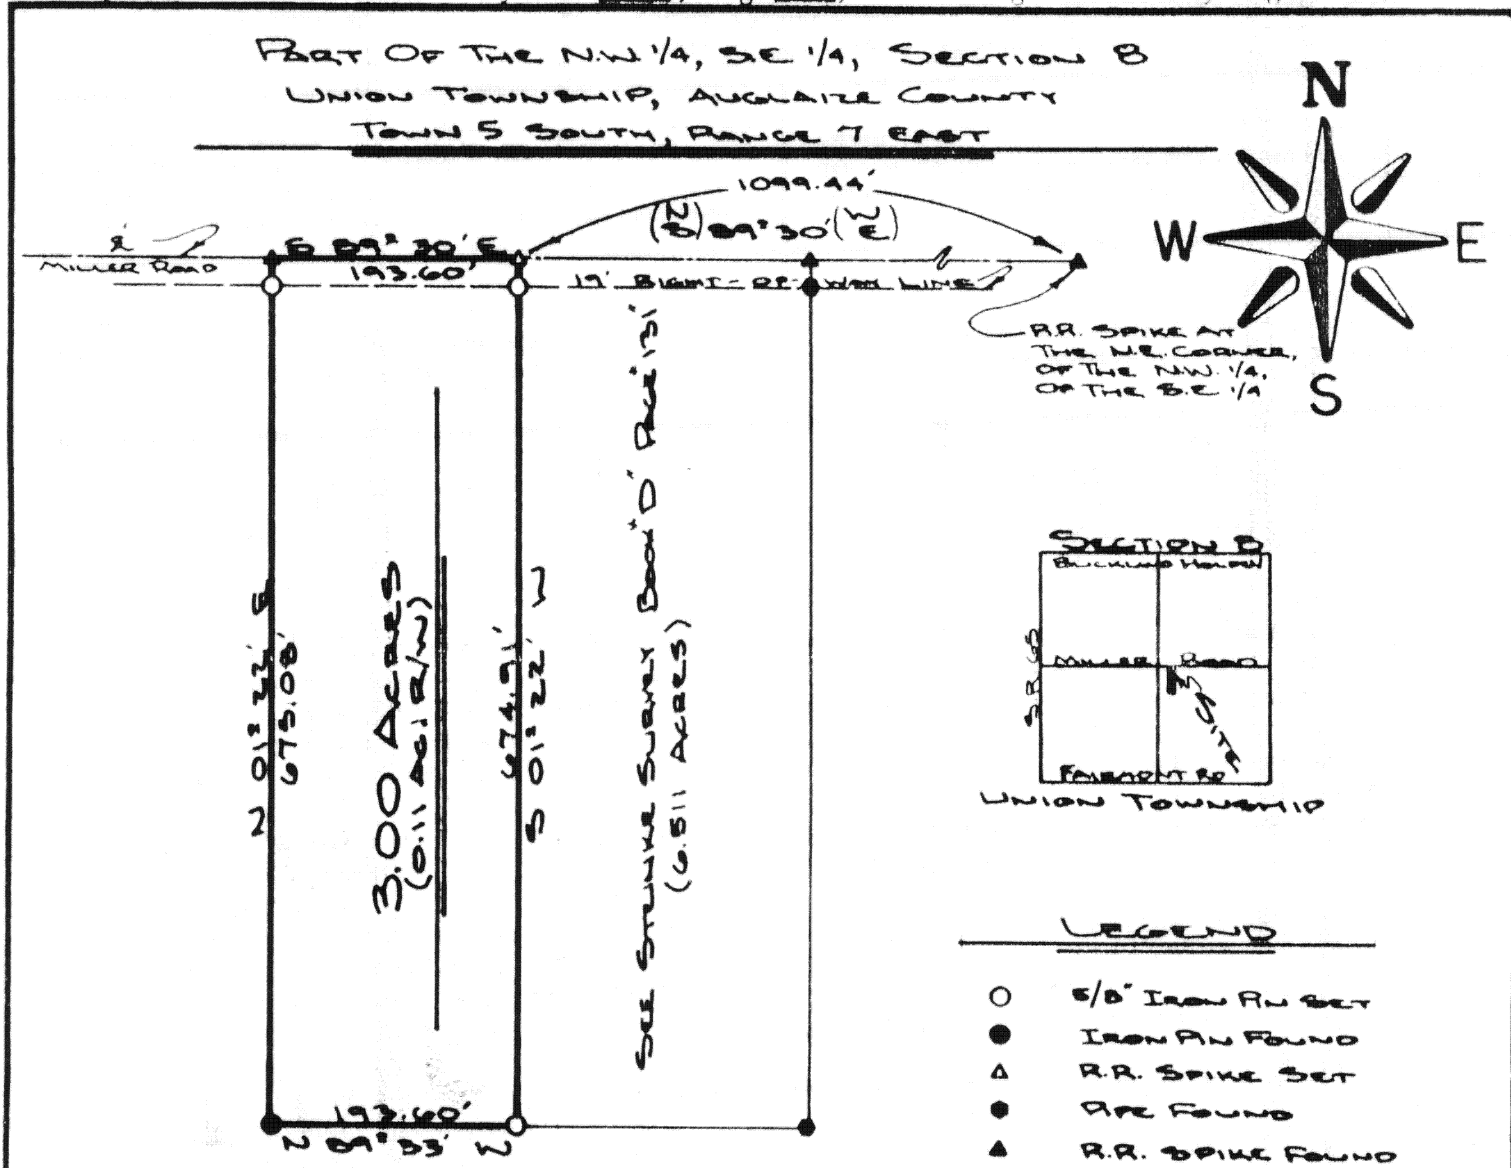 PART OF THE N.W. 1/4, S.E. 1/4, SECTION 8
UNION TOWNSHIP, AUGLAIZE COUNTY
TOWN 5 SOUTH, RANGE 7 EAST
N
W
E
S
1099.44'
(N/S) 89° 30' (W/E)
MILLER ROAD
S 89° 30' E
193.60'
19' RIGHT-OF-WAY LINE
R.R. SPIKE AT
THE N.E. CORNER,
OF THE N.W. 1/4,
OF THE S.E. 1/4
N 01° 22' E
675.08'
3.00 ACRES
(0.11 AC. R/W)
674.91'
S 01° 22' W
SEE STRUNKE SURVEY BOOK "D" PAGE "131"
(6.511 ACRES)
SECTION 8
BUCKLAND HOLDEN
MILLER ROAD
SITE
FAIRMONT RD
UNION TOWNSHIP
LEGEND
5/8" IRON PIN SET
IRON PIN FOUND
R.R. SPIKE SET
PIPE FOUND
R.R. SPIKE FOUND
193.60'
N 89° 33' W